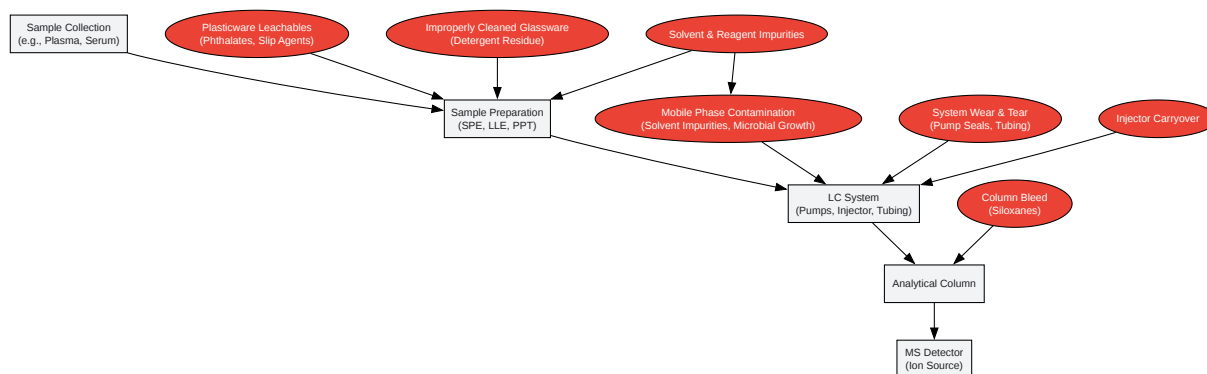 Sample Collection
(e.g., Plasma, Serum)
Plasticware Leachables
(Phthalates, Slip Agents)
Improperly Cleaned Glassware
(Detergent Residue)
Solvent & Reagent Impurities
Sample Preparation
(SPE, LLE, PPT)
Mobile Phase Contamination
(Solvent Impurities, Microbial Growth)
System Wear & Tear
(Pump Seals, Tubing)
Injector Carryover
LC System
(Pumps, Injector, Tubing)
Column Bleed
(Siloxanes)
Analytical Column
MS Detector
(Ion Source)